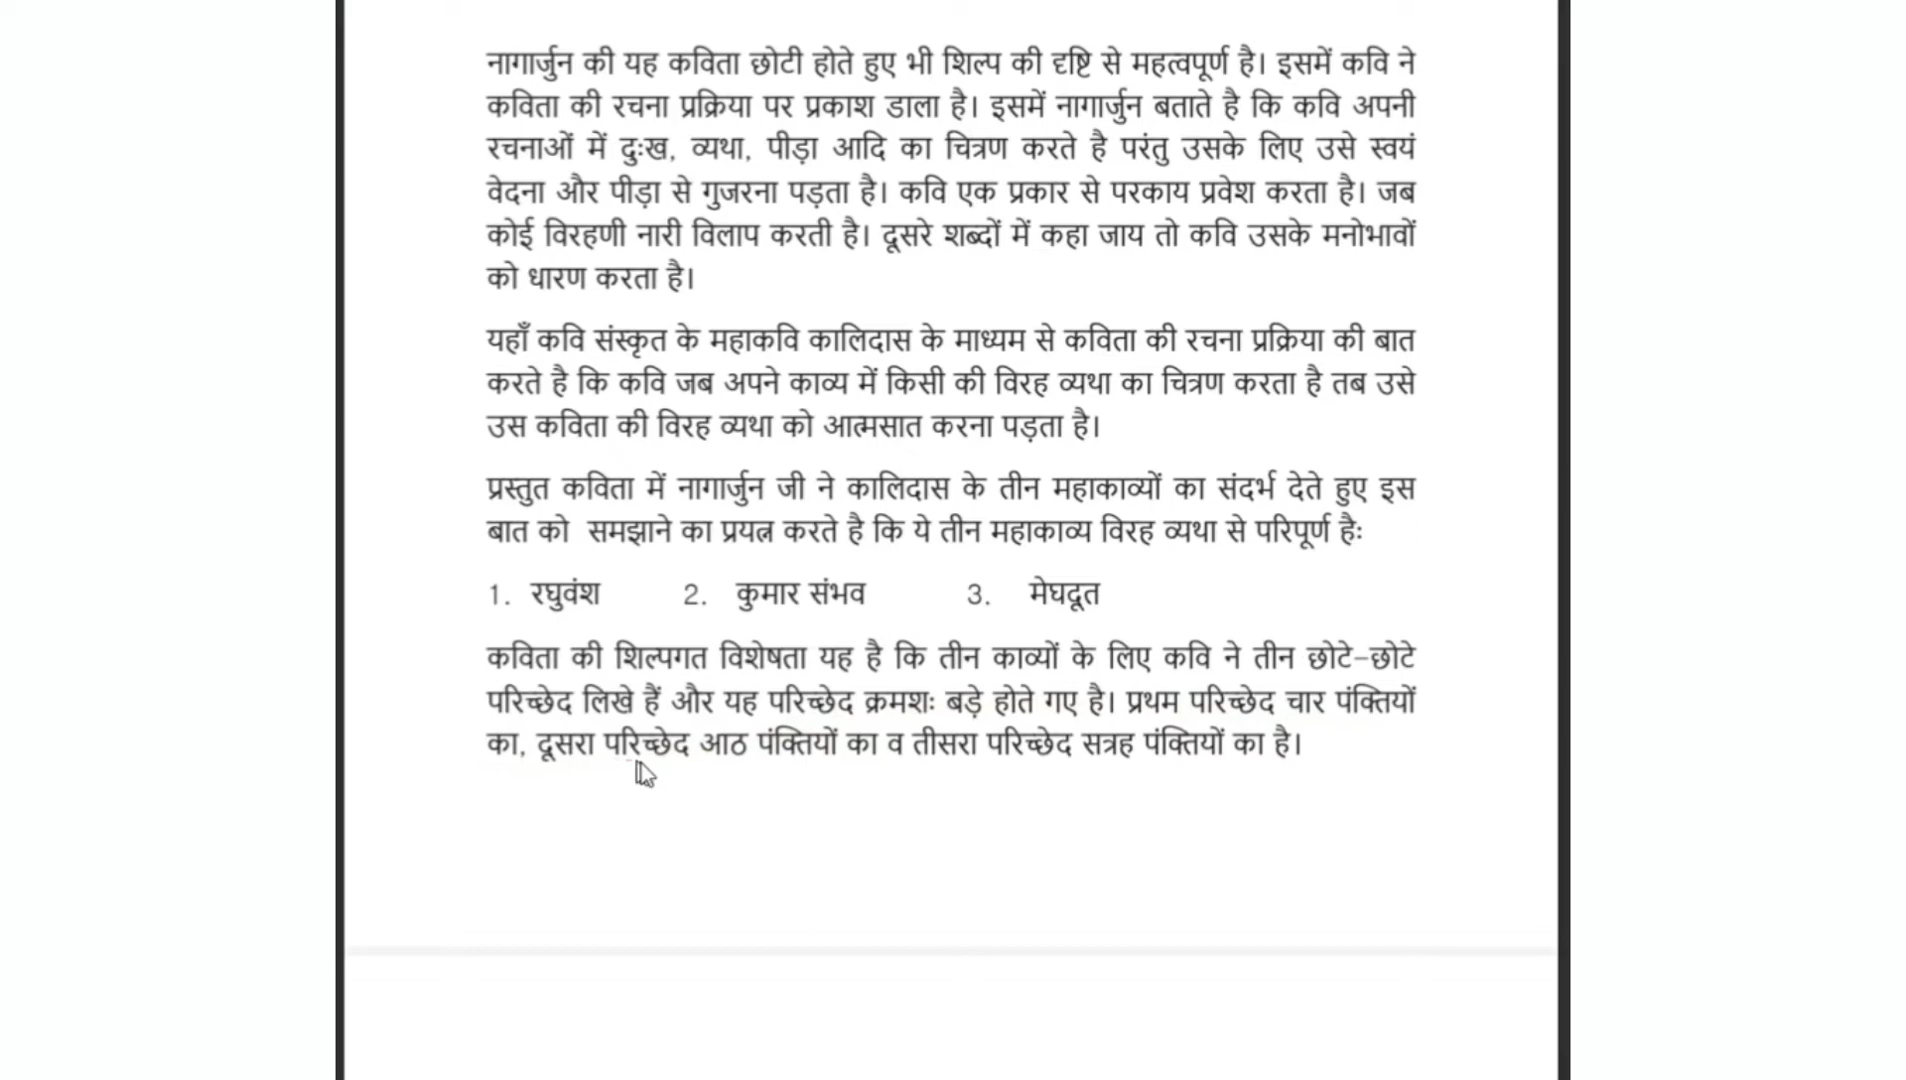 नागार्जुन की यह कविता छोटी होते हुए भी शिल्प की दृष्टि से महत्वपूर्ण है। इसमें कवि ने
कविता की रचना प्रक्रिया पर प्रकाश डाला है। इसमें नागार्जुन बताते है कि कवि अपनी
रचनाओं में दुःख, व्यथा, पीड़ा आदि का चित्रण करते है परंतु उसके लिए उसे स्वयं
वेदना और पीड़ा से गुजरना पड़ता है। कवि एक प्रकार से परकाय प्रवेश करता है। जब
कोई विरहणी नारी विलाप करती है। दूसरे शब्दों में कहा जाय तो कवि उसके मनोभावों
को धारण करता है।
यहाँ कवि संस्कृत के महाकवि कालिदास के माध्यम से कविता की रचना प्रक्रिया की बात
करते है कि कवि जब अपने काव्य में किसी की विरह व्यथा का चित्रण करता है तब उसे
उस कविता की विरह व्यथा को आत्मसात करना पड़ता है।
प्रस्तुत कविता में नागार्जुन जी ने कालिदास के तीन महाकाव्यों का संदर्भ देते हुए इस
बात को समझाने का प्रयत्न करते है कि ये तीन महाकाव्य विरह व्यथा से परिपूर्ण हैः
1. रघुवंश 2. कुमार संभव 3. मेघदूत
कविता की शिल्पगत विशेषता यह है कि तीन काव्यों के लिए कवि ने तीन छोटे-छोटे
परिच्छेद लिखे हैं और यह परिच्छेद क्रमशः बड़े होते गए है। प्रथम परिच्छेद चार पंक्तियों
का, दूसरा परिच्छेद आठ पंक्तियों का व तीसरा परिच्छेद सत्रह पंक्तियों का है।